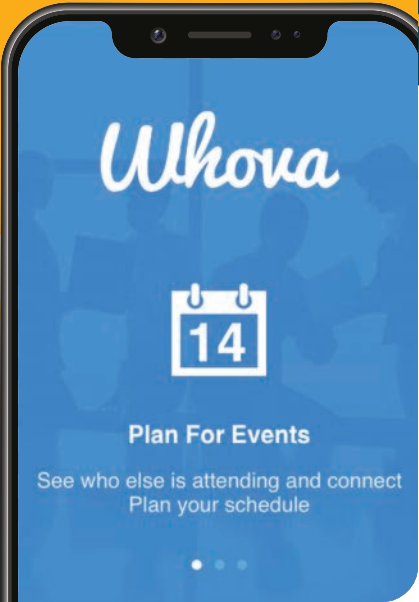 Whova
14
Plan For Events
See who else is attending and connect
Plan your schedule